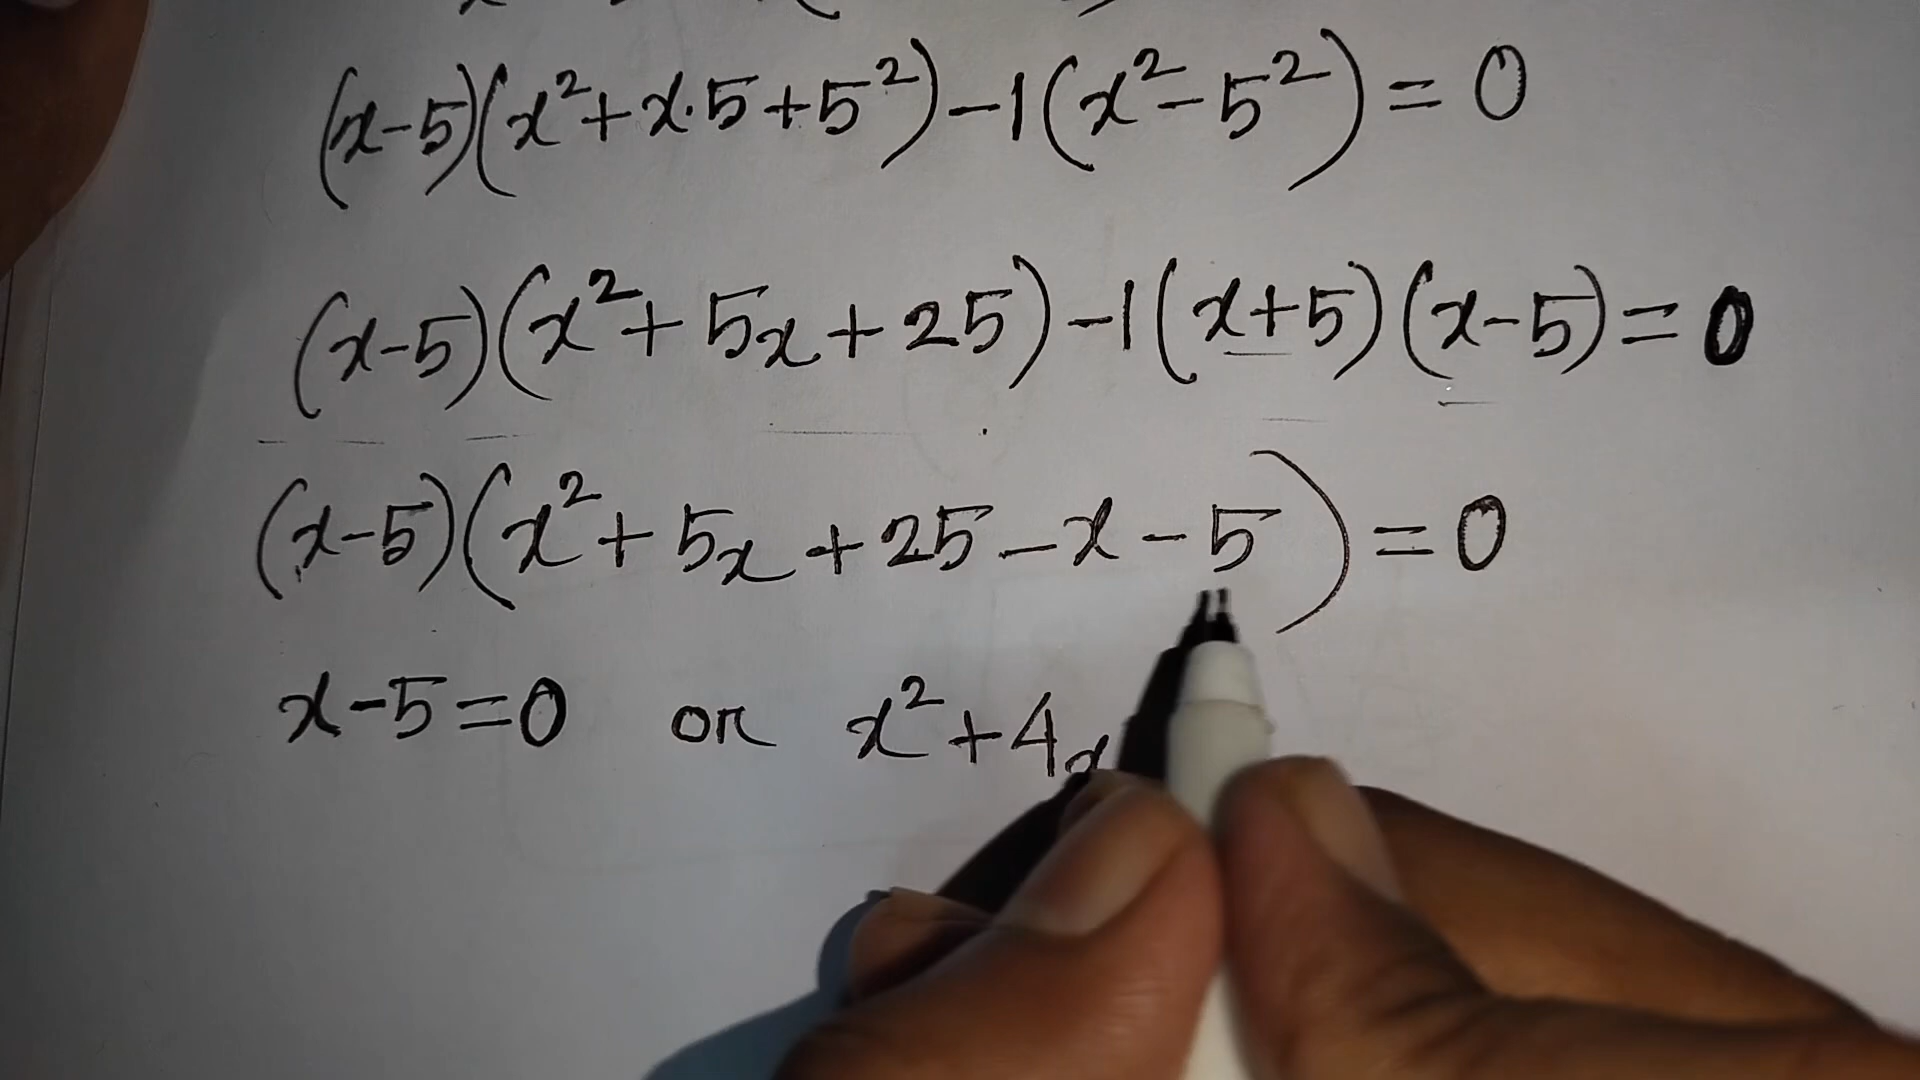 (x-5)(x²+x·5+5²)-1(x²-5²)=0
(x-5)(x²+5x+25)-1(x+5)(x-5)=0
(x-5)(x²+5x+25-x-5)=0
x-5=0 or x²+4x